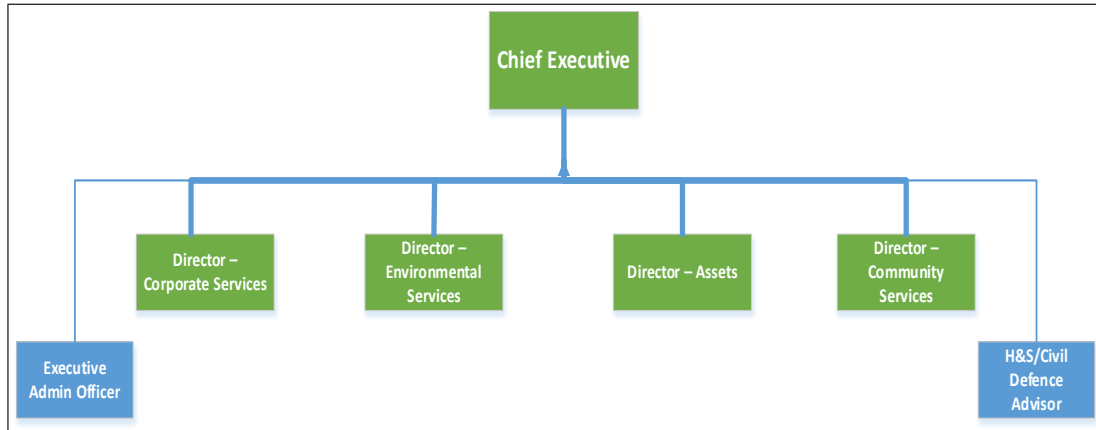 Chief Executive
Director –
Corporate Services
Director –
Environmental
Services
Director – Assets
Director –
Community
Services
Executive
Admin Officer
H&S/Civil
Defence
Advisor